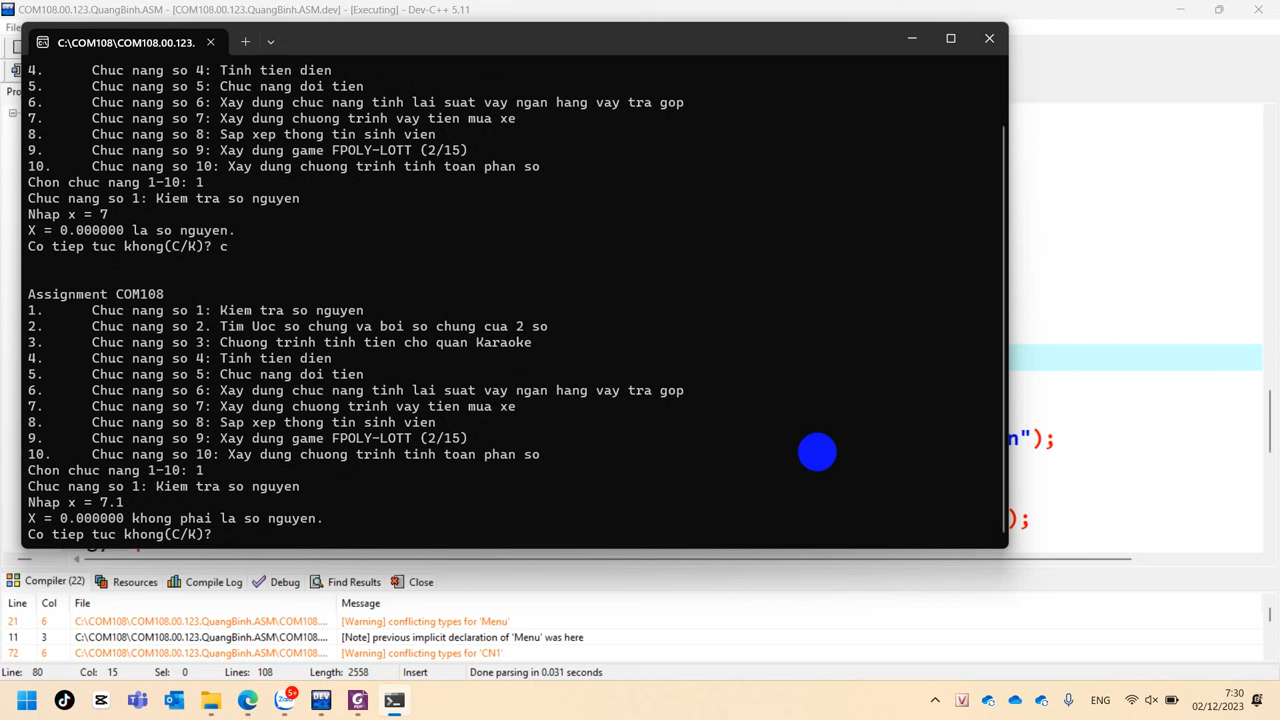 COM108.00.123.QuangBinh.ASM - [COM108.00.123.QuangBinh.ASM.dev] - [Executing] - Dev-C++ 5.11
C:\COM108\COM108.00.123.
4. Chuc nang so 4: Tinh tien dien
5. Chuc nang so 5: Chuc nang doi tien
6. Chuc nang so 6: Xay dung chuc nang tinh lai suat vay ngan hang vay tra gop
7. Chuc nang so 7: Xay dung chuong trinh vay tien mua xe
8. Chuc nang so 8: Sap xep thong tin sinh vien
9. Chuc nang so 9: Xay dung game FPOLY-LOTT (2/15)
10. Chuc nang so 10: Xay dung chuong trinh tinh toan phan so
Chon chuc nang 1-10: 1
Chuc nang so 1: Kiem tra so nguyen
Nhap x = 7
X = 0.000000 la so nguyen.
Co tiep tuc khong(C/K)? c
Assignment COM108
1. Chuc nang so 1: Kiem tra so nguyen
2. Chuc nang so 2. Tim Uoc so chung va boi so chung cua 2 so
3. Chuc nang so 3: Chuong trinh tinh tien cho quan Karaoke
4. Chuc nang so 4: Tinh tien dien
5. Chuc nang so 5: Chuc nang doi tien
6. Chuc nang so 6: Xay dung chuc nang tinh lai suat vay ngan hang vay tra gop
7. Chuc nang so 7: Xay dung chuong trinh vay tien mua xe
8. Chuc nang so 8: Sap xep thong tin sinh vien
9. Chuc nang so 9: Xay dung game FPOLY-LOTT (2/15)
10. Chuc nang so 10: Xay dung chuong trinh tinh toan phan so
Chon chuc nang 1-10: 1
Chuc nang so 1: Kiem tra so nguyen
Nhap x = 7.1
X = 0.000000 khong phai la so nguyen.
Co tiep tuc khong(C/K)?
n");
);
Compiler (22) Resources Compile Log Debug Find Results Close
Line Col File Message
21 6 C:\COM108\COM108.00.123.QuangBinh.ASM\COM108.... [Warning] conflicting types for 'Menu'
11 3 C:\COM108\COM108.00.123.QuangBinh.ASM\COM108.... [Note] previous implicit declaration of 'Menu' was here
72 6 C:\COM108\COM108.00.123.QuangBinh.ASM\COM108.... [Warning] conflicting types for 'CN1'
Line: 80 Col: 15 Sel: 0 Lines: 108 Length: 2558 Insert Done parsing in 0.031 seconds
ENG 7:30
02/12/2023